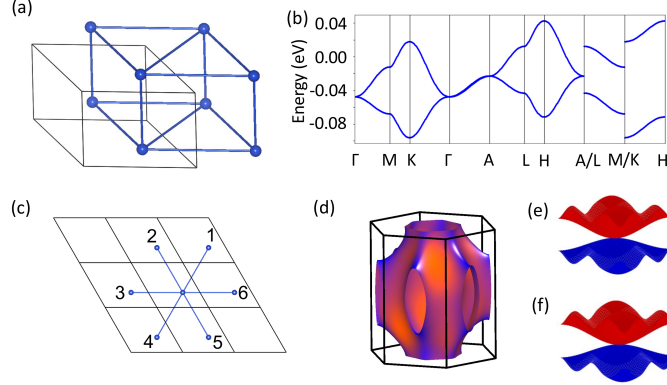 (a)
(b)
Energy (eV)
0.04
0.00
-0.04
-0.08
Γ M K Γ A L H A/L M/K H
(c)
2 1
3 6
4 5
(d)
(e)
(f)